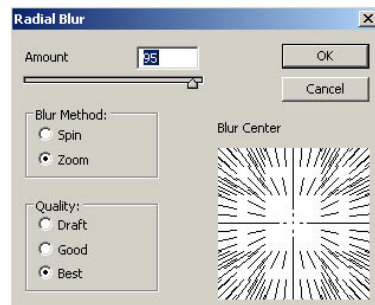 Radial Blur
Amount 95
OK
Cancel
Blur Method:
Spin
Zoom
Blur Center
Quality:
Draft
Good
Best